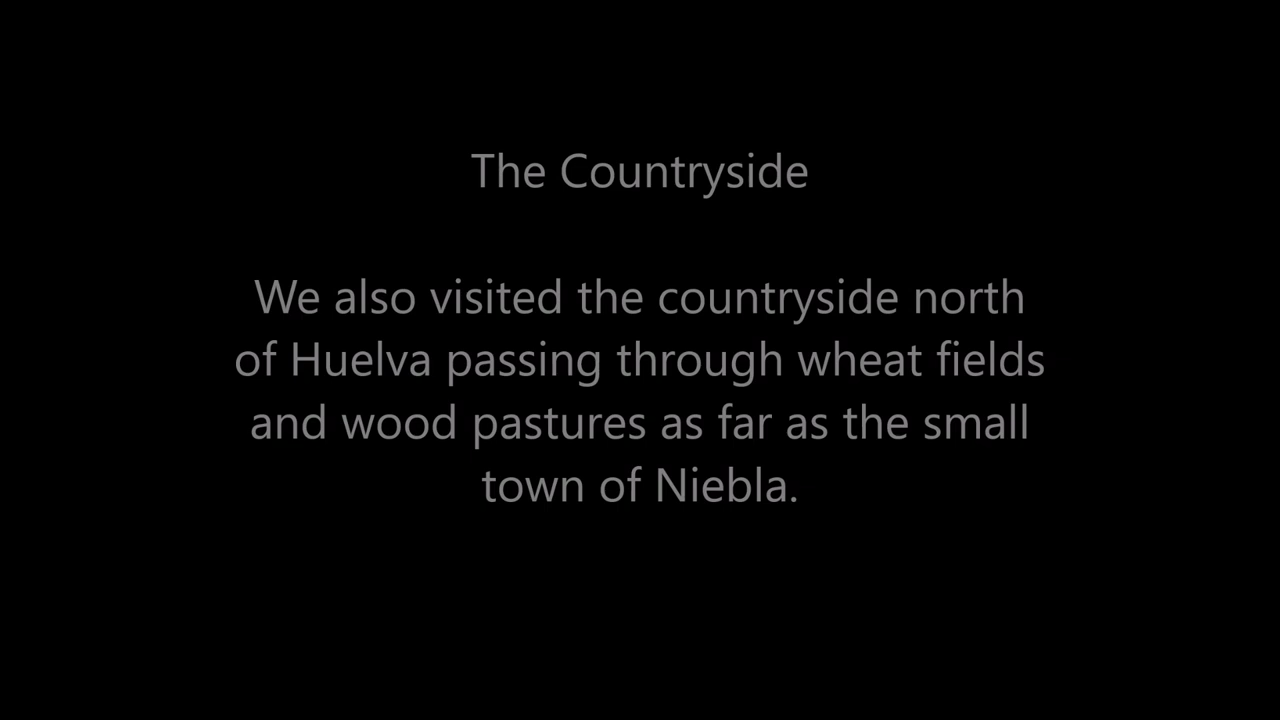 The Countryside
We also visited the countryside north
of Huelva passing through wheat fields
and wood pastures as far as the small
town of Niebla.